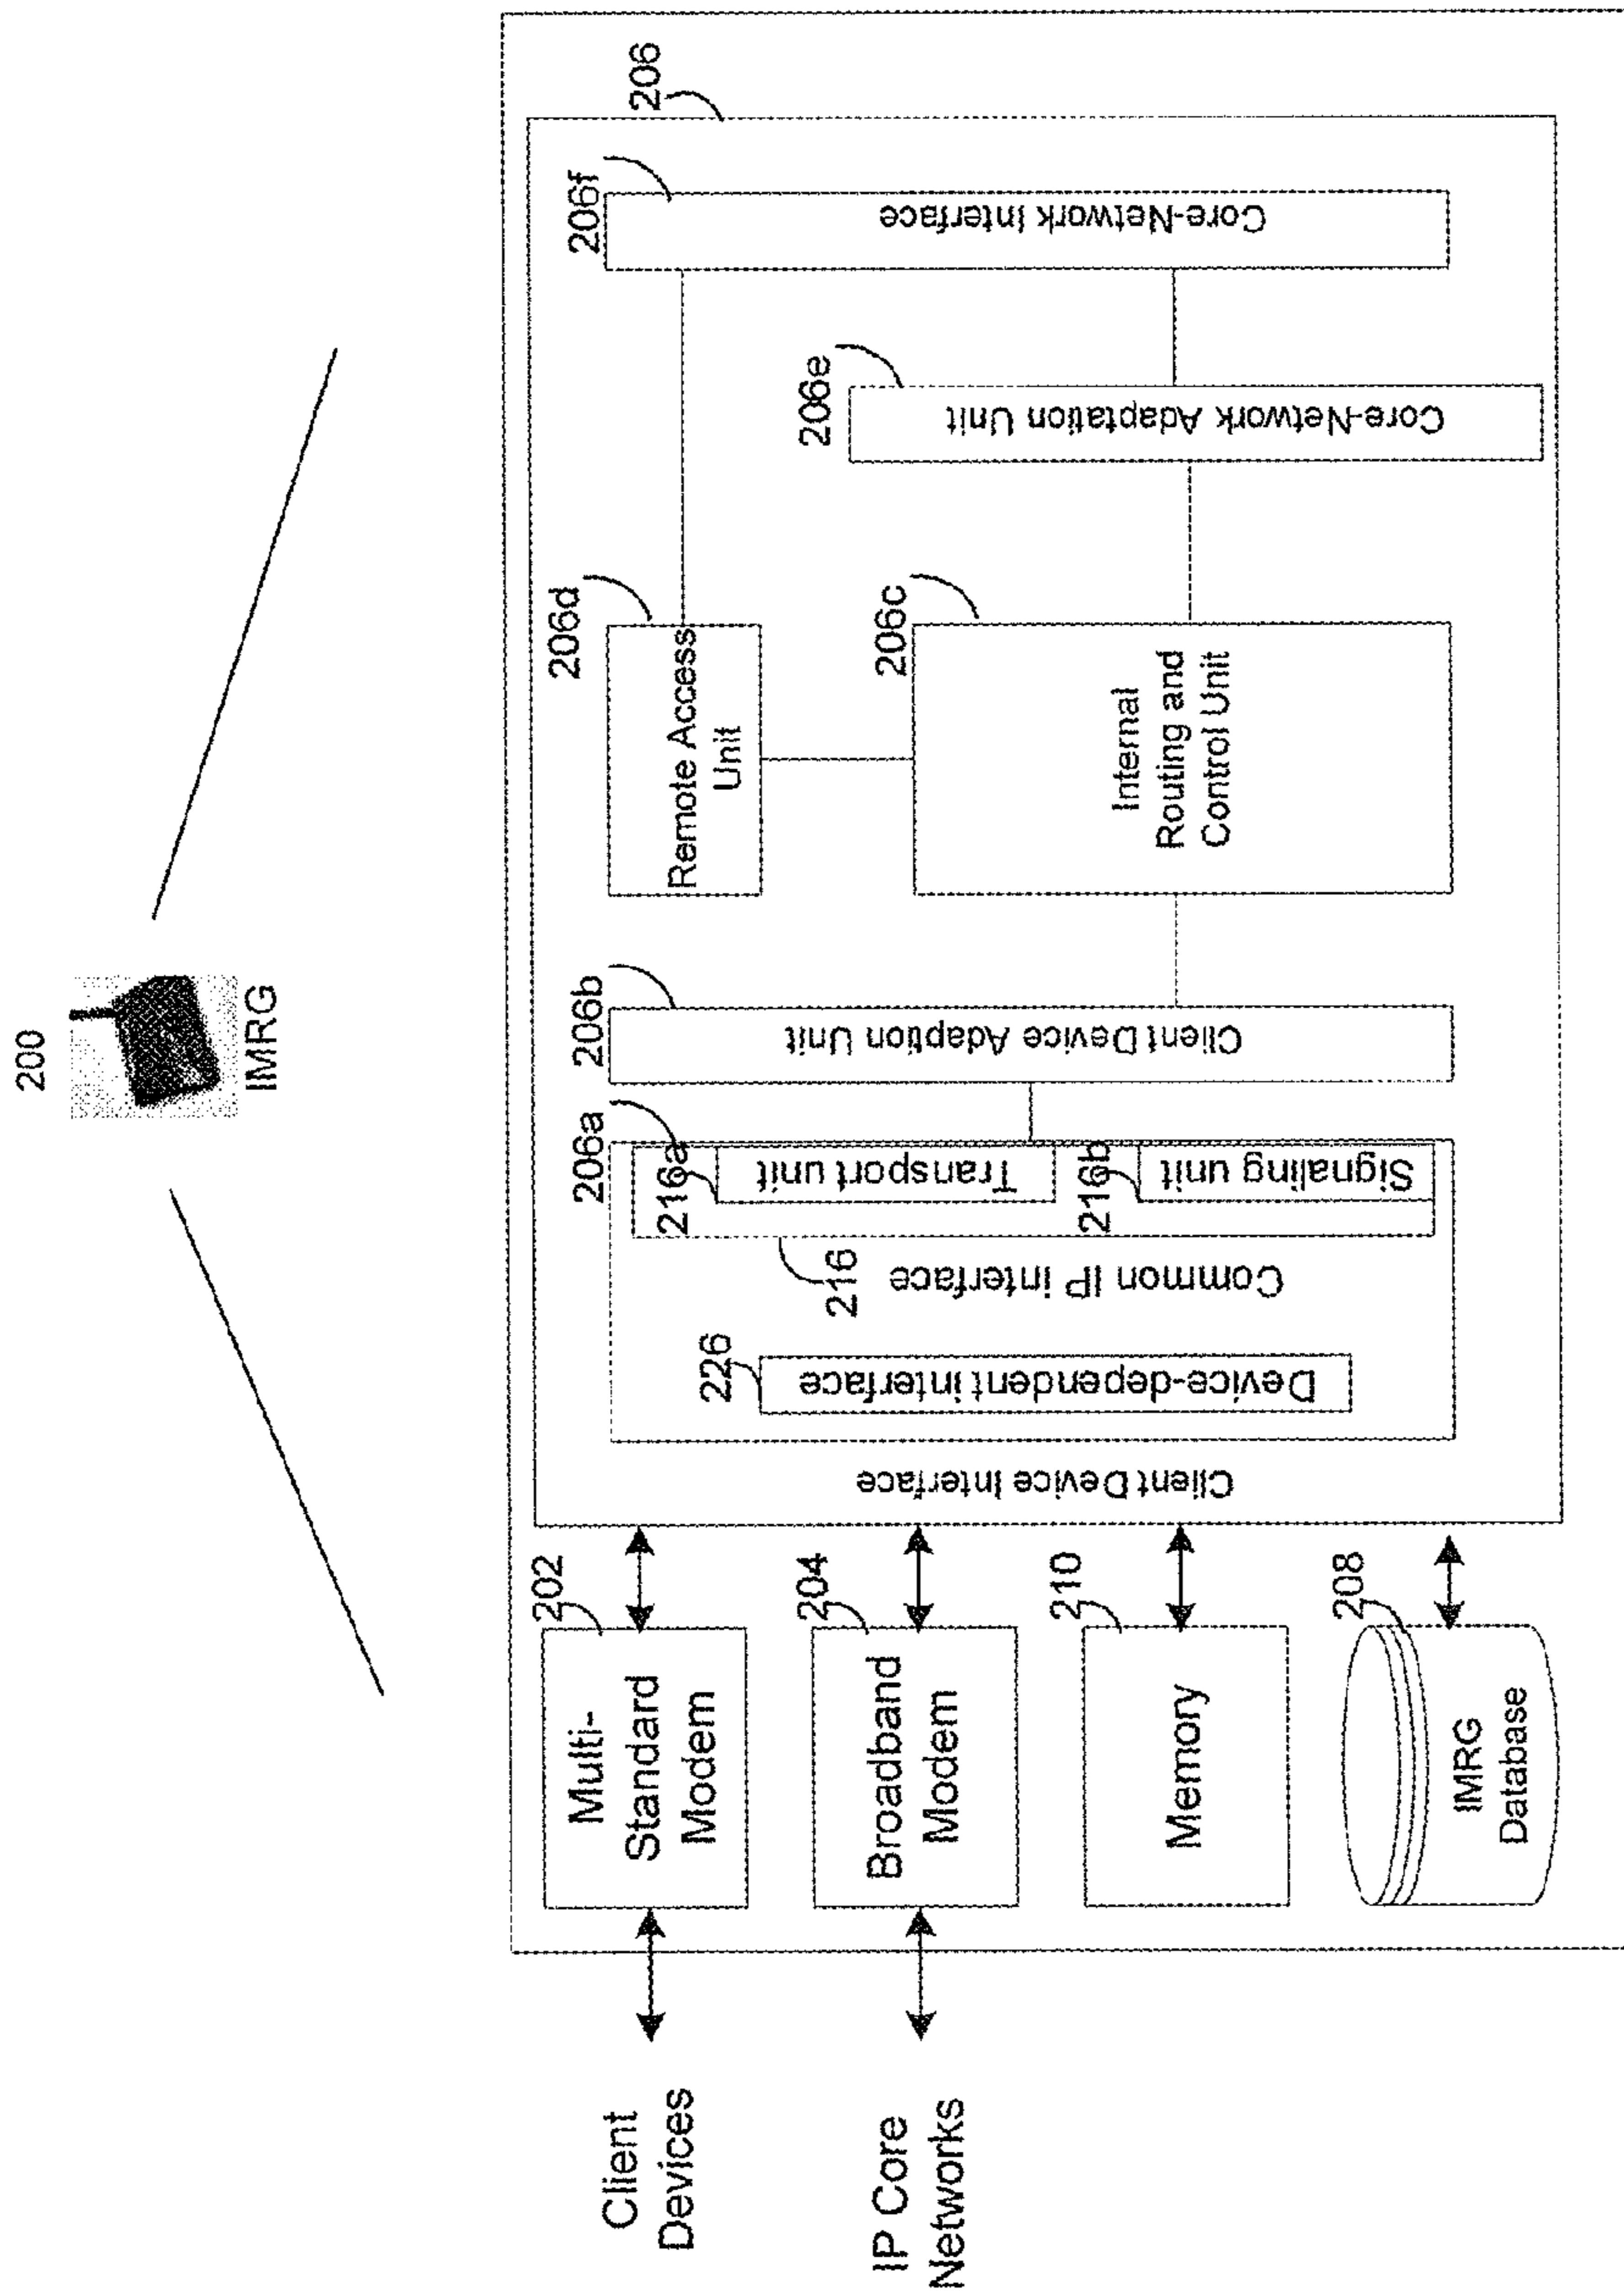 200
IMRG
Client
Devices
IP Core
Networks
202
Multi-
Standard
Modem
204
Broadband
Modem
210
Memory
208
IMRG
Database
206
Client Device Interface
206a
226
Device-dependent interface
216
Common IP interface
216a
Transport unit
216b
Signaling
unit
206b
Client Device Adaption Unit
206d
Remote Access
Unit
206c
Internal
Routing and
Control Unit
206e
Core-Network Adaptation Unit
206f
Core-Network Interface